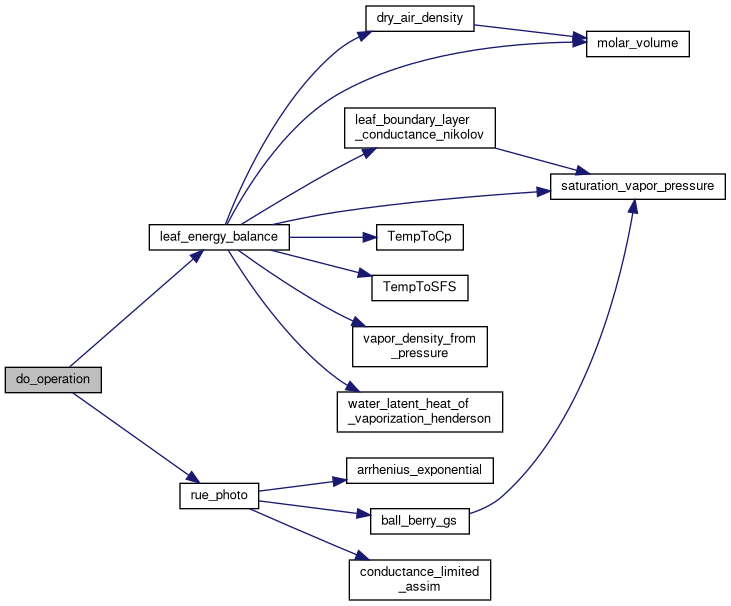 dry_air_density
molar_volume
leaf_boundary_layer
_conductance_nikolov
saturation_vapor_pressure
leaf_energy_balance
TempToCp
TempToSFS
vapor_density_from
_pressure
do_operation
water_latent_heat_of
_vaporization_henderson
arrhenius_exponential
rue_photo
ball_berry_gs
conductance_limited
_assim